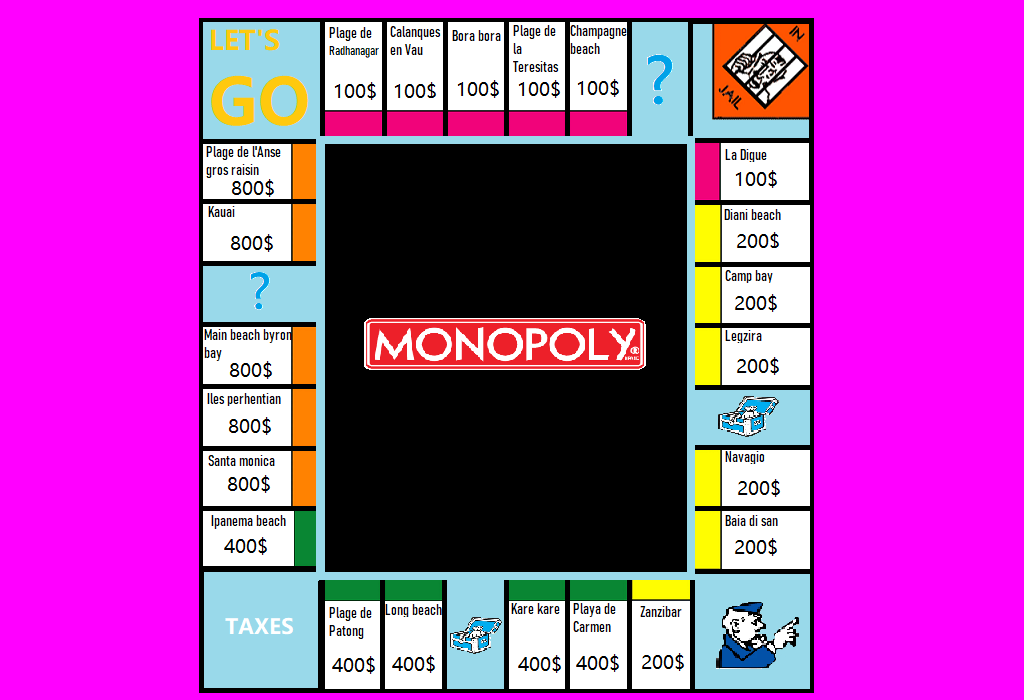 LET'S
GO
Plage de
Radhanagar
100$
Calanques
en Vau
100$
Bora bora
100$
Plage de
la
Teresitas
100$
Champagne
beach
100$
?
IN
JAIL
La Digue
100$
Diani beach
200$
Camp bay
200$
Legzira
200$
Navagio
200$
Baia di san
200$
Zanzibar
200$
Playa de
Carmen
400$
Kare kare
400$
Long beach
400$
Plage de
Patong
400$
TAXES
Ipanema beach
400$
Santa monica
800$
Iles perhentian
800$
Main beach byron
bay
800$
?
Kauai
800$
Plage de l'Anse
gros raisin
800$
MONOPOLY